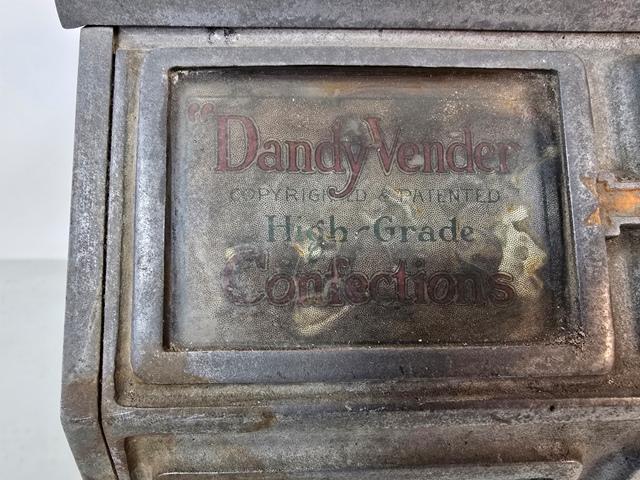 "Dandy Vender
COPYRIGHTED & PATENTED
High-Grade
Confections